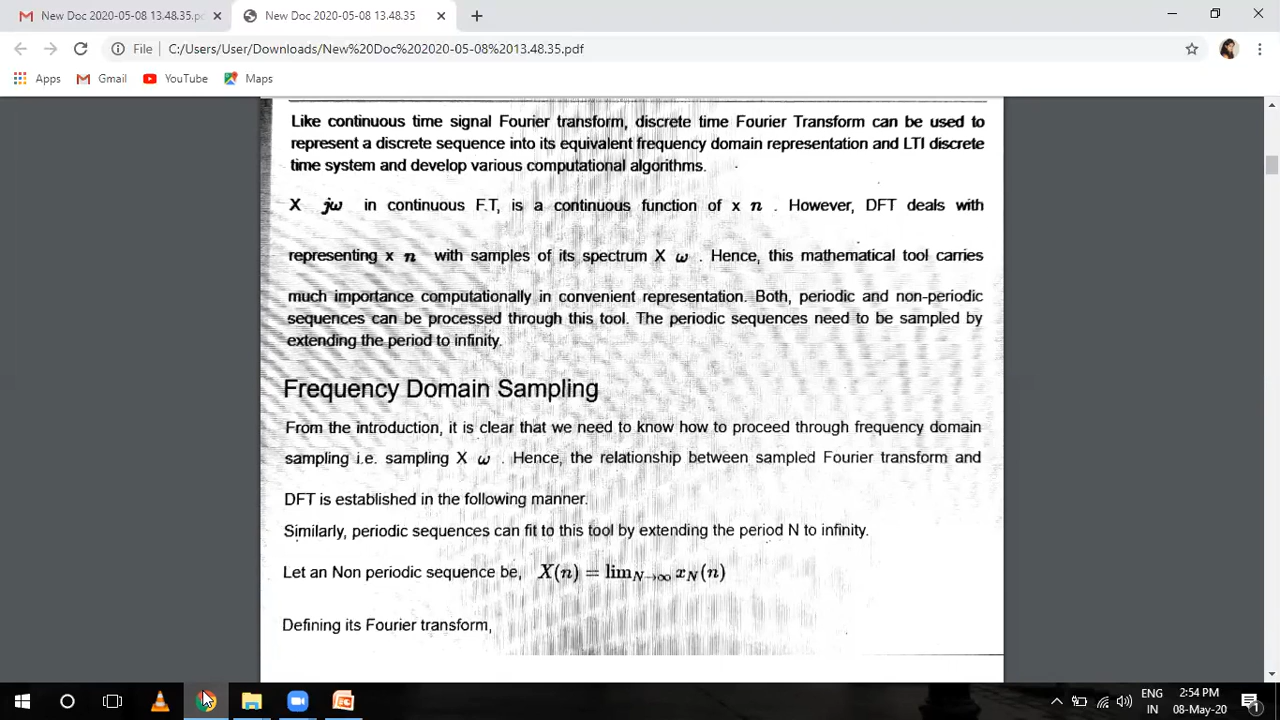 New Doc 2020-05-08 13.48.35.pd
New Doc 2020-05-08 13.48.35
File
C:/Users/User/Downloads/New%20Doc%202020-05-08%2013.48.35.pdf
Apps
Gmail
YouTube
Maps
Like continuous time signal Fourier transform, discrete time Fourier Transform can be used to
represent a discrete sequence into its equivalent frequency domain representation and LTI discrete
time system and develop various computational algorithms.
X jω in continuous F.T, is a continuous function of x n . However, DFT deals with
representing x n with samples of its spectrum X ω . Hence, this mathematical tool carries
much importance computationally in convenient representation. Both, periodic and non-periodic
sequences can be processed through this tool. The periodic sequences need to be sampled by
extending the period to infinity.
Frequency Domain Sampling
From the introduction, it is clear that we need to know how to proceed through frequency domain
sampling i.e. sampling X ω . Hence, the relationship between sampled Fourier transform and
DFT is established in the following manner.
Similarly, periodic sequences can fit to this tool by extending the period N to infinity.
Let an Non periodic sequence be, X(n) = lim_{N→∞} x_N(n)
Defining its Fourier transform,
ENG
IN
2:54 PM
08-May-20
1